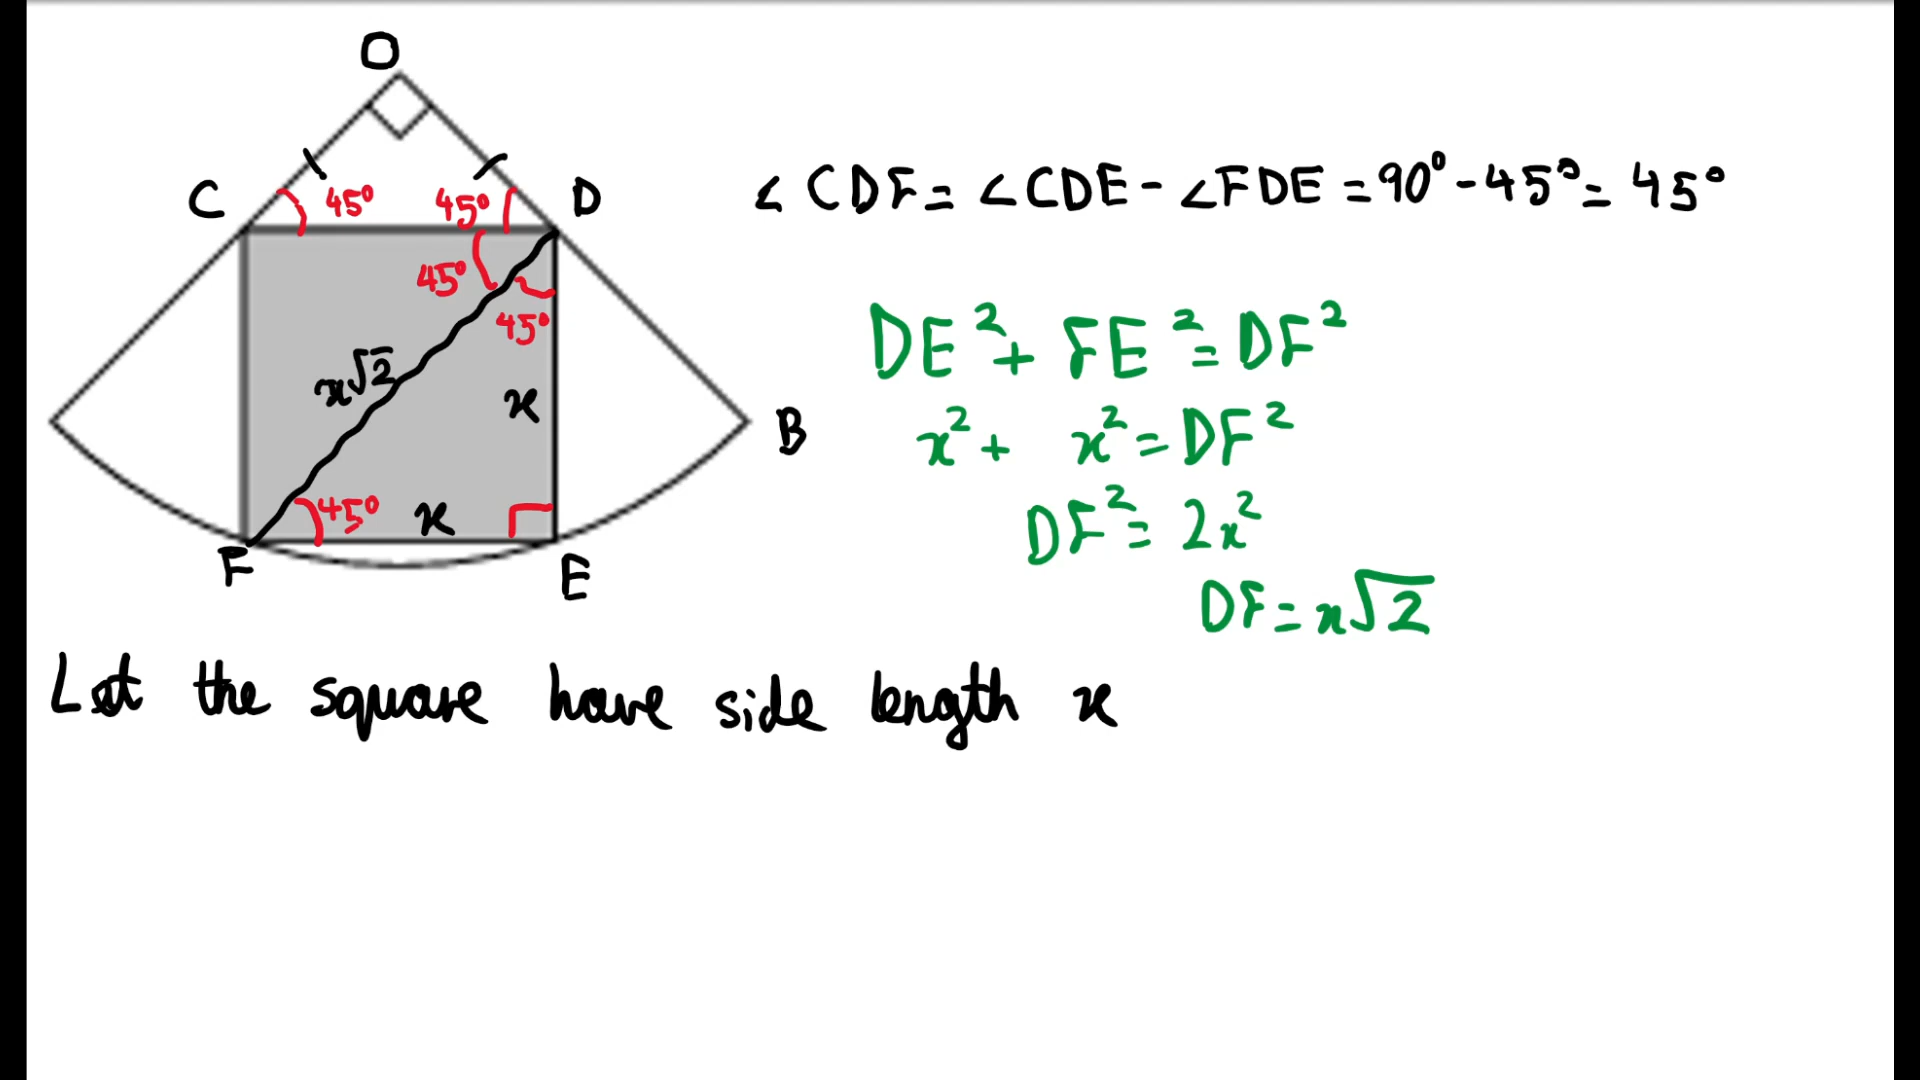 O
C 45° 45° D
45°
45°
x√2
x
B
45° x
F
E
∠CDF = ∠CDE - ∠FDE = 90° - 45° = 45°
DE² + FE² = DF²
x² + x² = DF²
DF² = 2x²
DF = x√2
Let the square have side length x